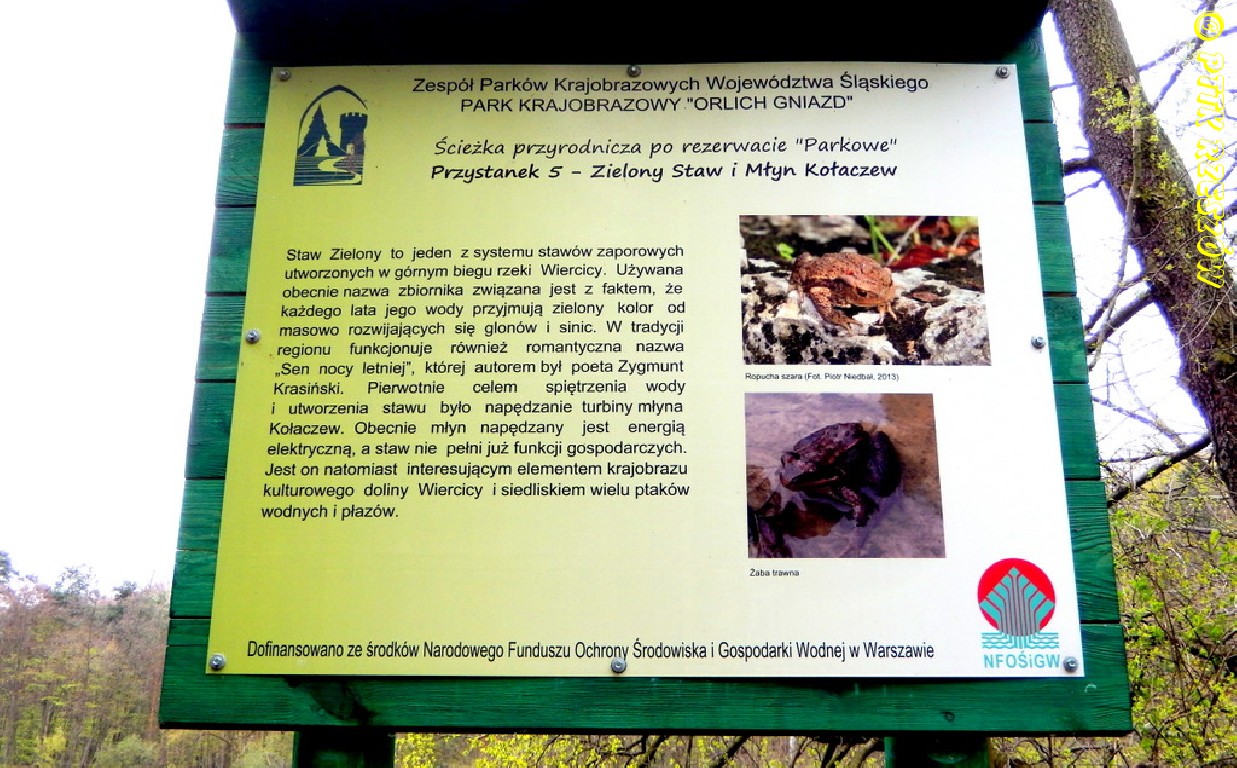 Zespół Parków Krajobrazowych Województwa Śląskiego
PARK KRAJOBRAZOWY "ORLICH GNIAZD"
Ścieżka przyrodnicza po rezerwacie "Parkowe"
Przystanek 5 – Zielony Staw i Młyn Kołaczew
Staw Zielony to jeden z systemu stawów zaporowych
utworzonych w górnym biegu rzeki Wiercicy. Używana
obecnie nazwa zbiornika związana jest z faktem, że
każdego lata jego wody przyjmują zielony kolor od
masowo rozwijających się glonów i sinic. W tradycji
regionu funkcjonuje również romantyczna nazwa
„Sen nocy letniej", której autorem był poeta Zygmunt
Krasiński. Pierwotnie celem spiętrzenia wody
i utworzenia stawu było napędzanie turbiny młyna
Kołaczew. Obecnie młyn napędzany jest energią
elektryczną, a staw nie pełni już funkcji gospodarczych.
Jest on natomiast interesującym elementem krajobrazu
kulturowego doliny Wiercicy i siedliskiem wielu ptaków
wodnych i płazów.
Ropucha szara (Fot. Piotr Niedbał, 2013)
Żaba trawna
Dofinansowano ze środków Narodowego Funduszu Ochrony Środowiska i Gospodarki Wodnej w Warszawie
NFOŚiGW
© PTTK RZESZÓW